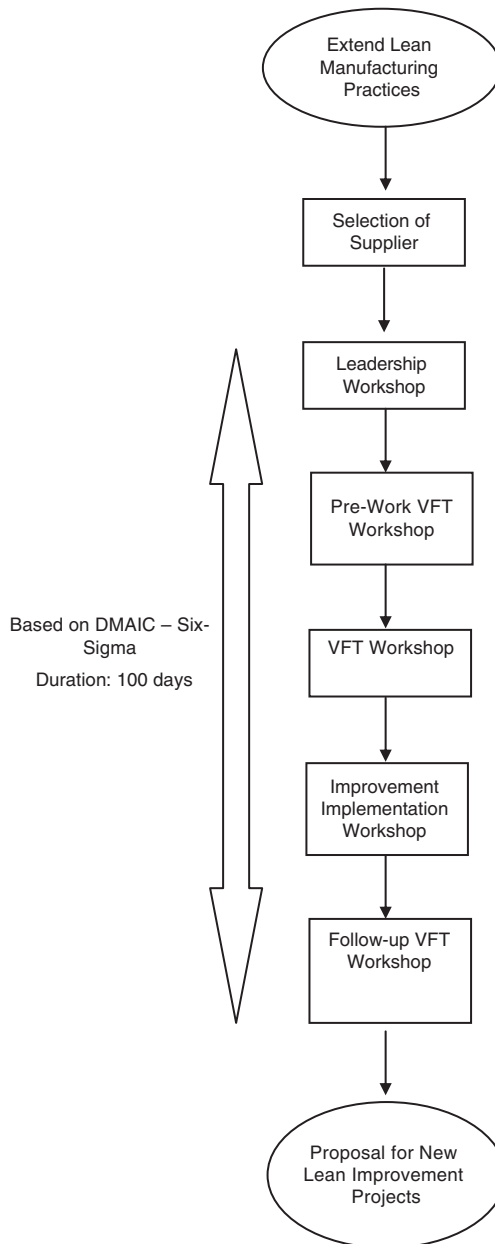 Extend Lean
Manufacturing
Practices
Selection of
Supplier
Leadership
Workshop
Pre-Work VFT
Workshop
Based on DMAIC – Six-
Sigma
Duration: 100 days
VFT Workshop
Improvement
Implementation
Workshop
Follow-up VFT
Workshop
Proposal for New
Lean Improvement
Projects